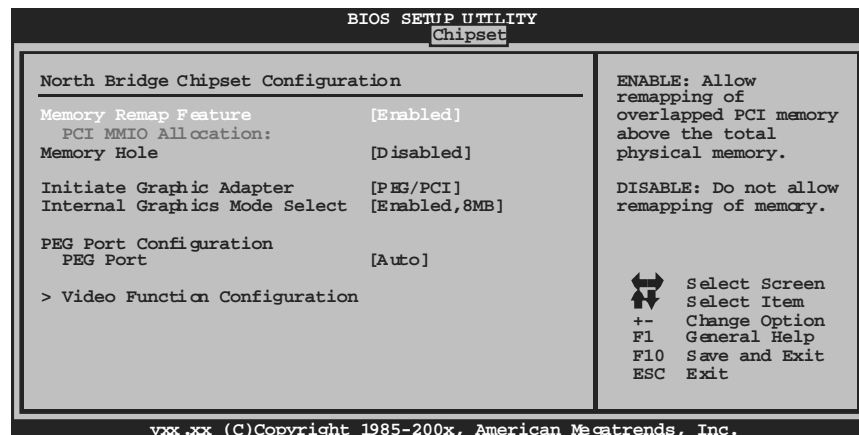 BIOS SETUP UTILITY
Chipset
North Bridge Chipset Configuration
Memory Remap Feature [Enabled]
PCI MMIO Allocation:
Memory Hole [Disabled]
Initiate Graphic Adapter [PEG/PCI]
Internal Graphics Mode Select [Enabled,8MB]
PEG Port Configuration
PEG Port [Auto]
> Video Function Configuration
ENABLE: Allow
remapping of
overlapped PCI memory
above the total
physical memory.
DISABLE: Do not allow
remapping of memory.
Select Screen
Select Item
+- Change Option
F1 General Help
F10 Save and Exit
ESC Exit
vxx.xx (C)Copyright 1985-200x, American Megatrends, Inc.